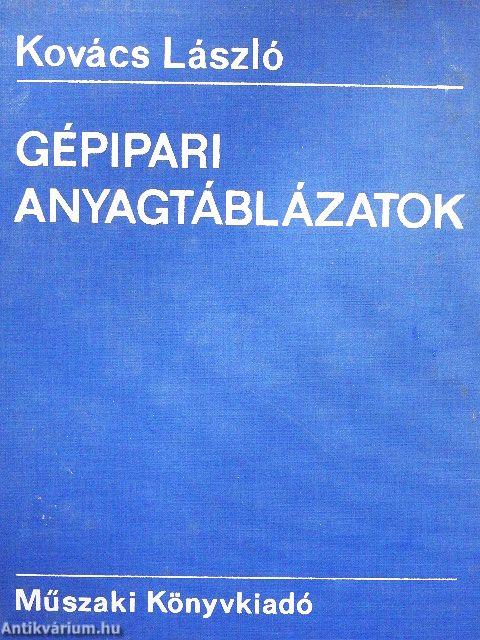 Kovács László
GÉPIPARI
ANYAGTÁBLÁZATOK
Műszaki Könyvkiadó
Antikvárium.hu